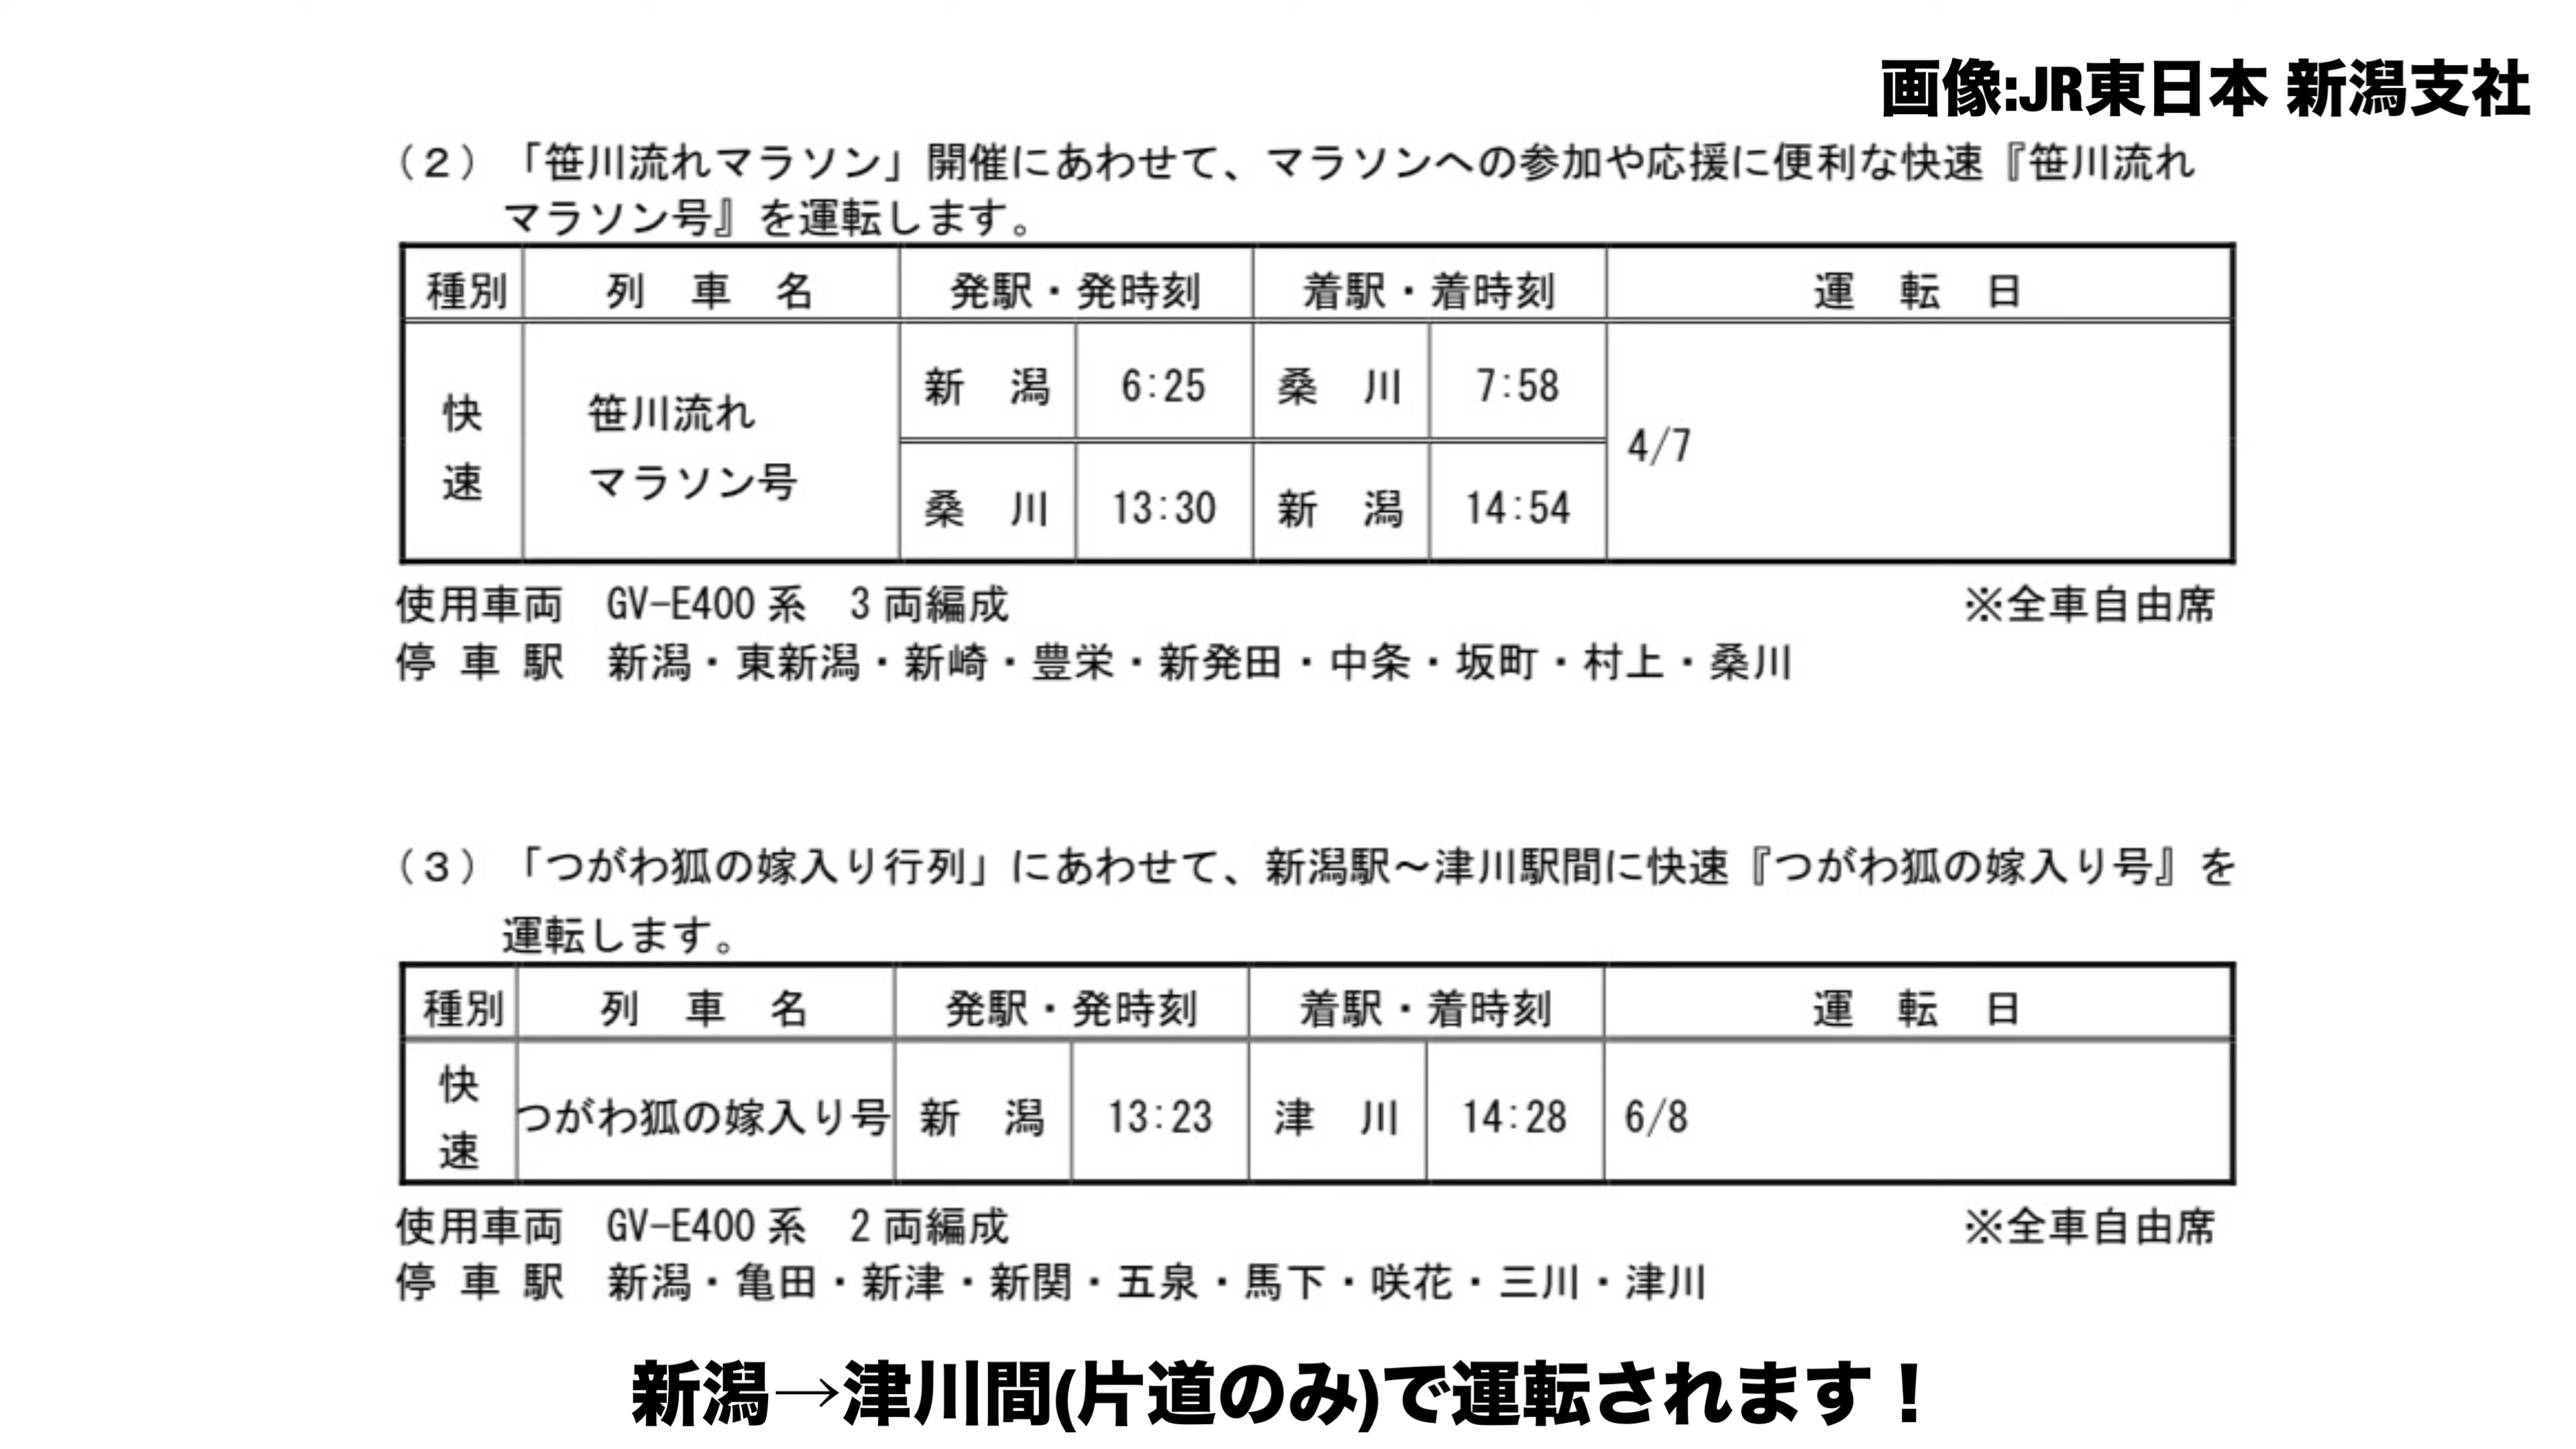 画像:JR東日本 新潟支社
（２）「笹川流れマラソン」開催にあわせて、マラソンへの参加や応援に便利な快速『笹川流れ
マラソン号』を運転します。
種別 列 車 名 発駅・発時刻 着駅・着時刻 運 転 日
快速 笹川流れマラソン号 新 潟 6:25 桑 川 7:58 4/7
桑 川 13:30 新 潟 14:54
使用車両 GV-E400系 3両編成 ※全車自由席
停 車 駅 新潟・東新潟・新崎・豊栄・新発田・中条・坂町・村上・桑川
（３）「つがわ狐の嫁入り行列」にあわせて、新潟駅～津川駅間に快速『つがわ狐の嫁入り号』を
運転します。
種別 列 車 名 発駅・発時刻 着駅・着時刻 運 転 日
快速 つがわ狐の嫁入り号 新 潟 13:23 津 川 14:28 6/8
使用車両 GV-E400系 2両編成 ※全車自由席
停 車 駅 新潟・亀田・新津・新関・五泉・馬下・咲花・三川・津川
新潟→津川間(片道のみ)で運転されます！